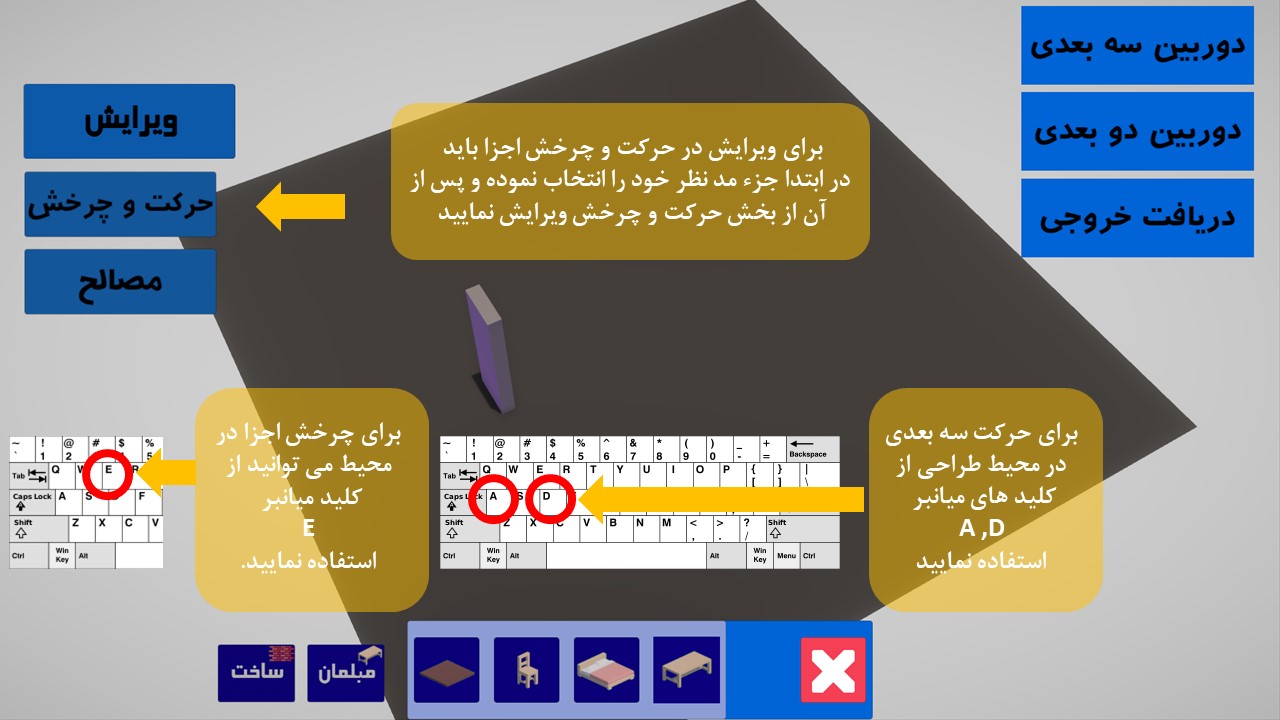 دوربین سه بعدی
دوربین دو بعدی
دریافت خروجی
ویرایش
حرکت و چرخش
مصالح
برای ویرایش در حرکت و چرخش اجزا باید
در ابتدا جزء مد نظر خود را انتخاب نموده و پس از
آن از بخش حرکت و چرخش ویرایش نمایید
برای حرکت سه بعدی
در محیط طراحی از
کلید های میانبر
A ,D
استفاده نمایید
برای چرخش اجزا در
محیط می توانید از
کلید میانبر
E
استفاده نمایید.
~ ! @ # $ % ^ & * ( ) _ +
` 1 2 3 4 5 6 7 8 9 0 - = Backspace
Tab Q W E R T Y U I O P { } |
[ ] \
Caps Lock A S D
Shift Z X C V B N M < > ? Shift
, . /
Ctrl Win Key Alt Alt Win Key Menu Ctrl
~ ! @ # $ %
` 1 2 3 4 5
Tab Q W E R
Caps Lock A S F
Shift Z X C V
Ctrl Win Key Alt
مبلمان
ساخت